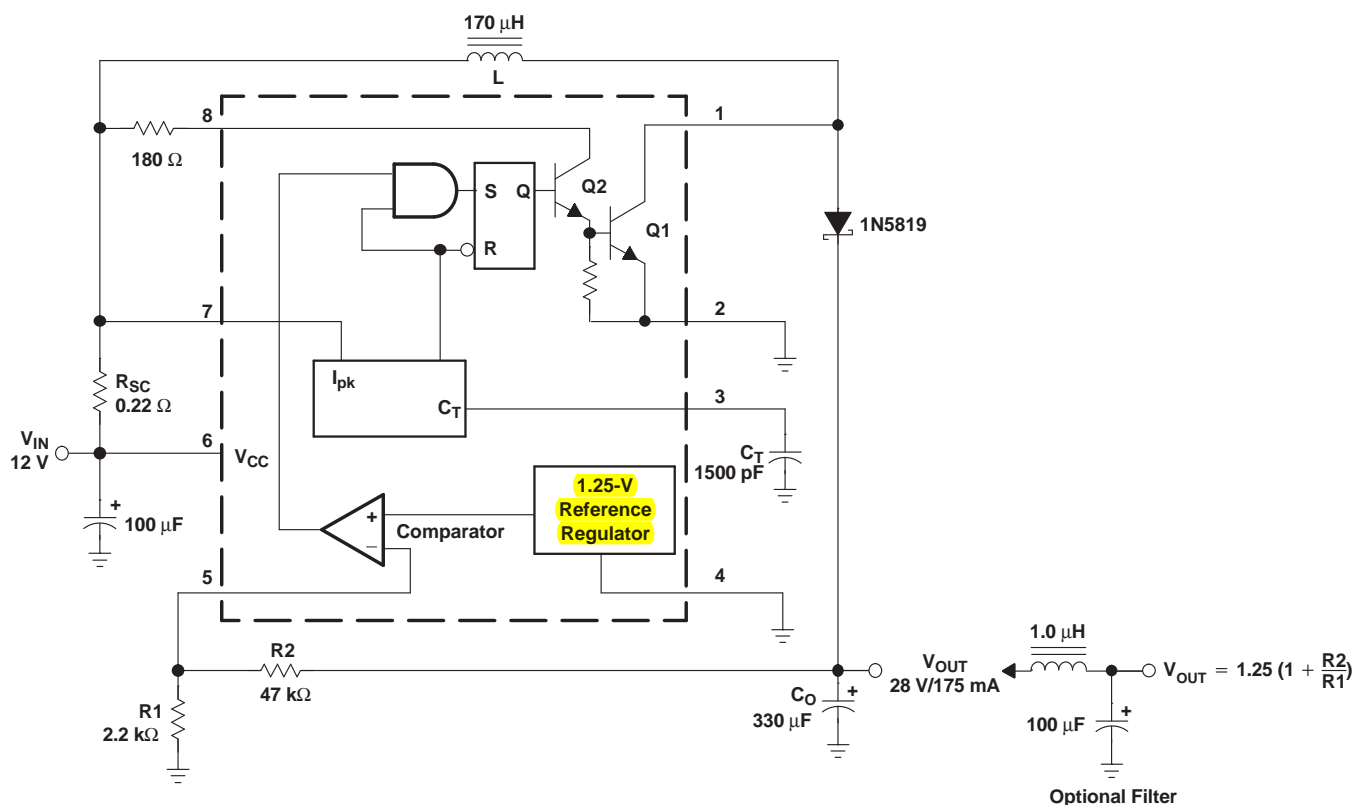 170 μH
L
8
1
180 Ω
S
Q
Q2
Q1
1N5819
R
7
2
RSC
0.22 Ω
Ipk
CT
3
VIN
12 V
6
VCC
CT
1500 pF
1.25-V
Reference
Regulator
+
100 μF
+
−
Comparator
5
4
R2
47 kΩ
R1
2.2 kΩ
CO
330 μF
+
VOUT
28 V/175 mA
1.0 μH
VOUT = 1.25 (1 + R2/R1)
100 μF
+
Optional Filter